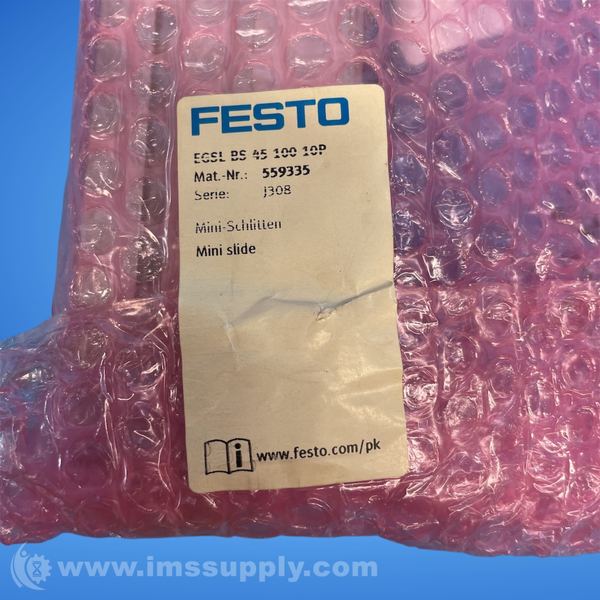 FESTO
EGSL-BS-45-100-10P
Mat.-Nr.: 559335
Serie: J308
Mini-Schlitten
Mini slide
i www.festo.com/pk
www.imssupply.com